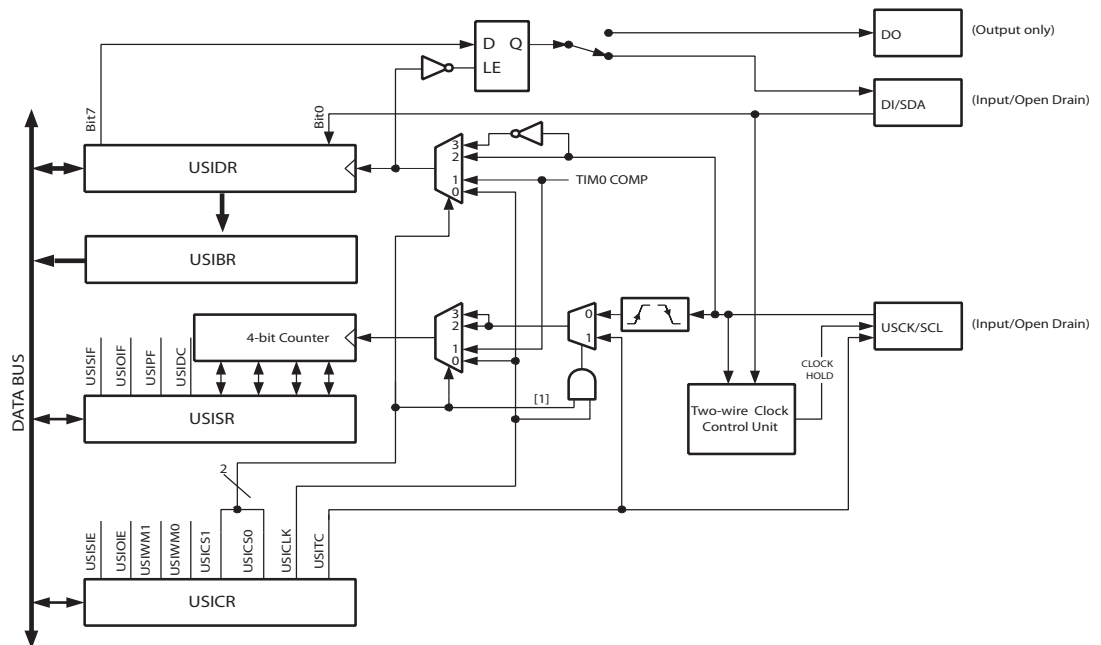 D Q
LE
DO
(Output only)
DI/SDA
(Input/Open Drain)
Bit7
Bit0
USIDR
3
2
1
0
TIM0 COMP
USIBR
DATA BUS
4-bit Counter
3
2
1
0
0
1
USCK/SCL
(Input/Open Drain)
CLOCK
HOLD
USISIF
USIOIF
USIPF
USIDC
[1]
Two-wire Clock
Control Unit
USISR
2
USISIE
USIOIE
USIWM1
USIWM0
USICS1
USICS0
USICLK
USITC
USICR